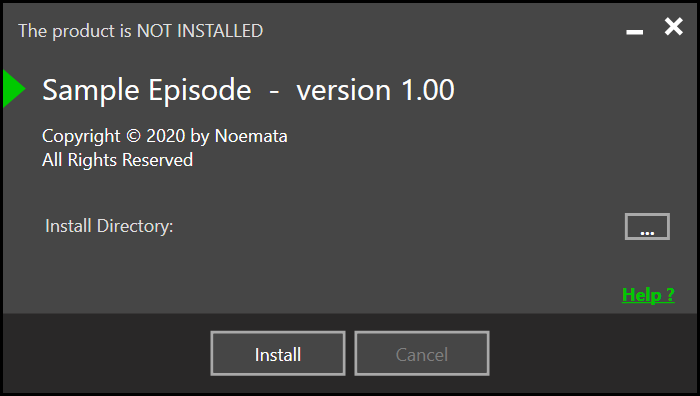 The product is NOT INSTALLED
Sample Episode - version 1.00
Copyright © 2020 by Noemata
All Rights Reserved
Install Directory:
...
Help ?
Install
Cancel